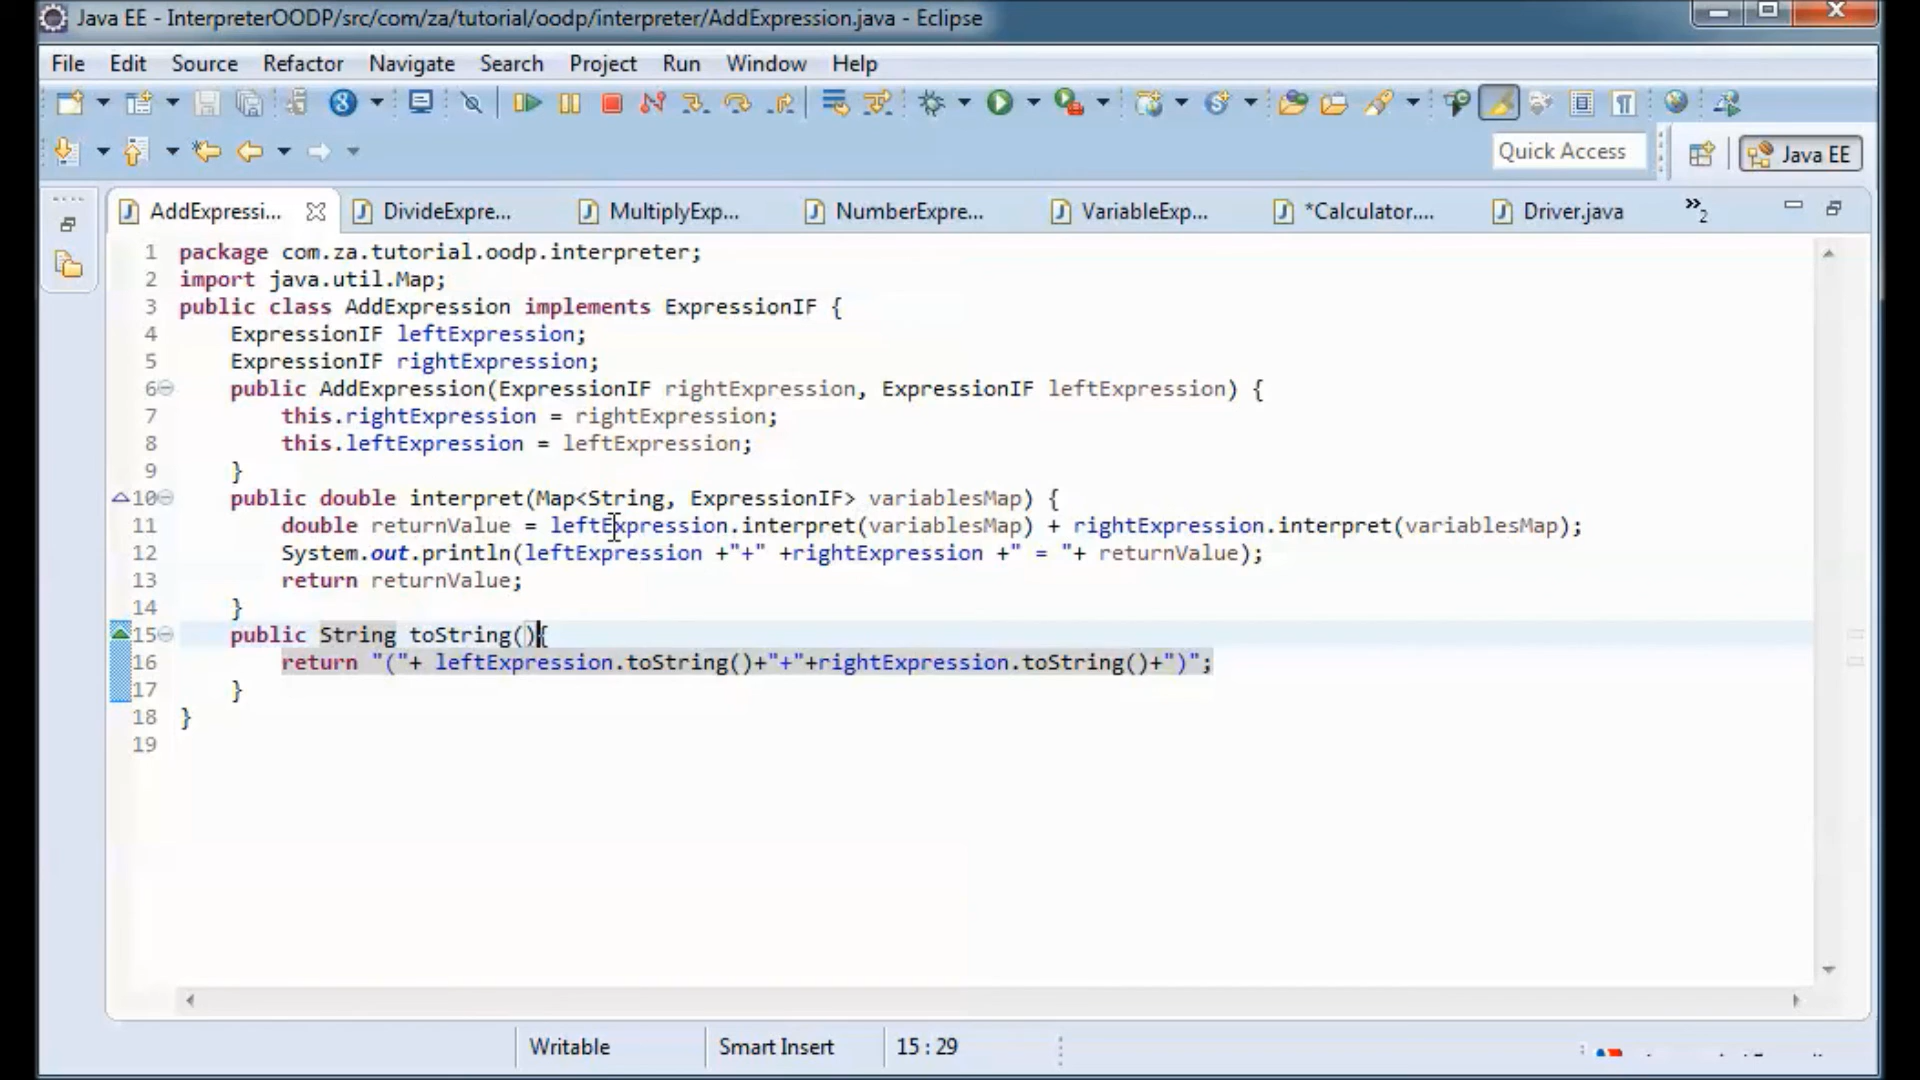 Java EE - InterpreterOODP/src/com/za/tutorial/oodp/interpreter/AddExpression.java - Eclipse
File Edit Source Refactor Navigate Search Project Run Window Help
Quick Access
Java EE
AddExpressi... DivideExpre... MultiplyExp... NumberExpre... VariableExp... *Calculator.... Driver.java »2
1 package com.za.tutorial.oodp.interpreter;
2 import java.util.Map;
3 public class AddExpression implements ExpressionIF {
4 ExpressionIF leftExpression;
5 ExpressionIF rightExpression;
6 public AddExpression(ExpressionIF rightExpression, ExpressionIF leftExpression) {
7 this.rightExpression = rightExpression;
8 this.leftExpression = leftExpression;
9 }
10 public double interpret(Map<String, ExpressionIF> variablesMap) {
11 double returnValue = leftExpression.interpret(variablesMap) + rightExpression.interpret(variablesMap);
12 System.out.println(leftExpression +"+" +rightExpression +" = "+ returnValue);
13 return returnValue;
14 }
15 public String toString(){
16 return "("+ leftExpression.toString()+"+"+rightExpression.toString()+")";
17 }
18 }
19
Writable Smart Insert 15 : 29